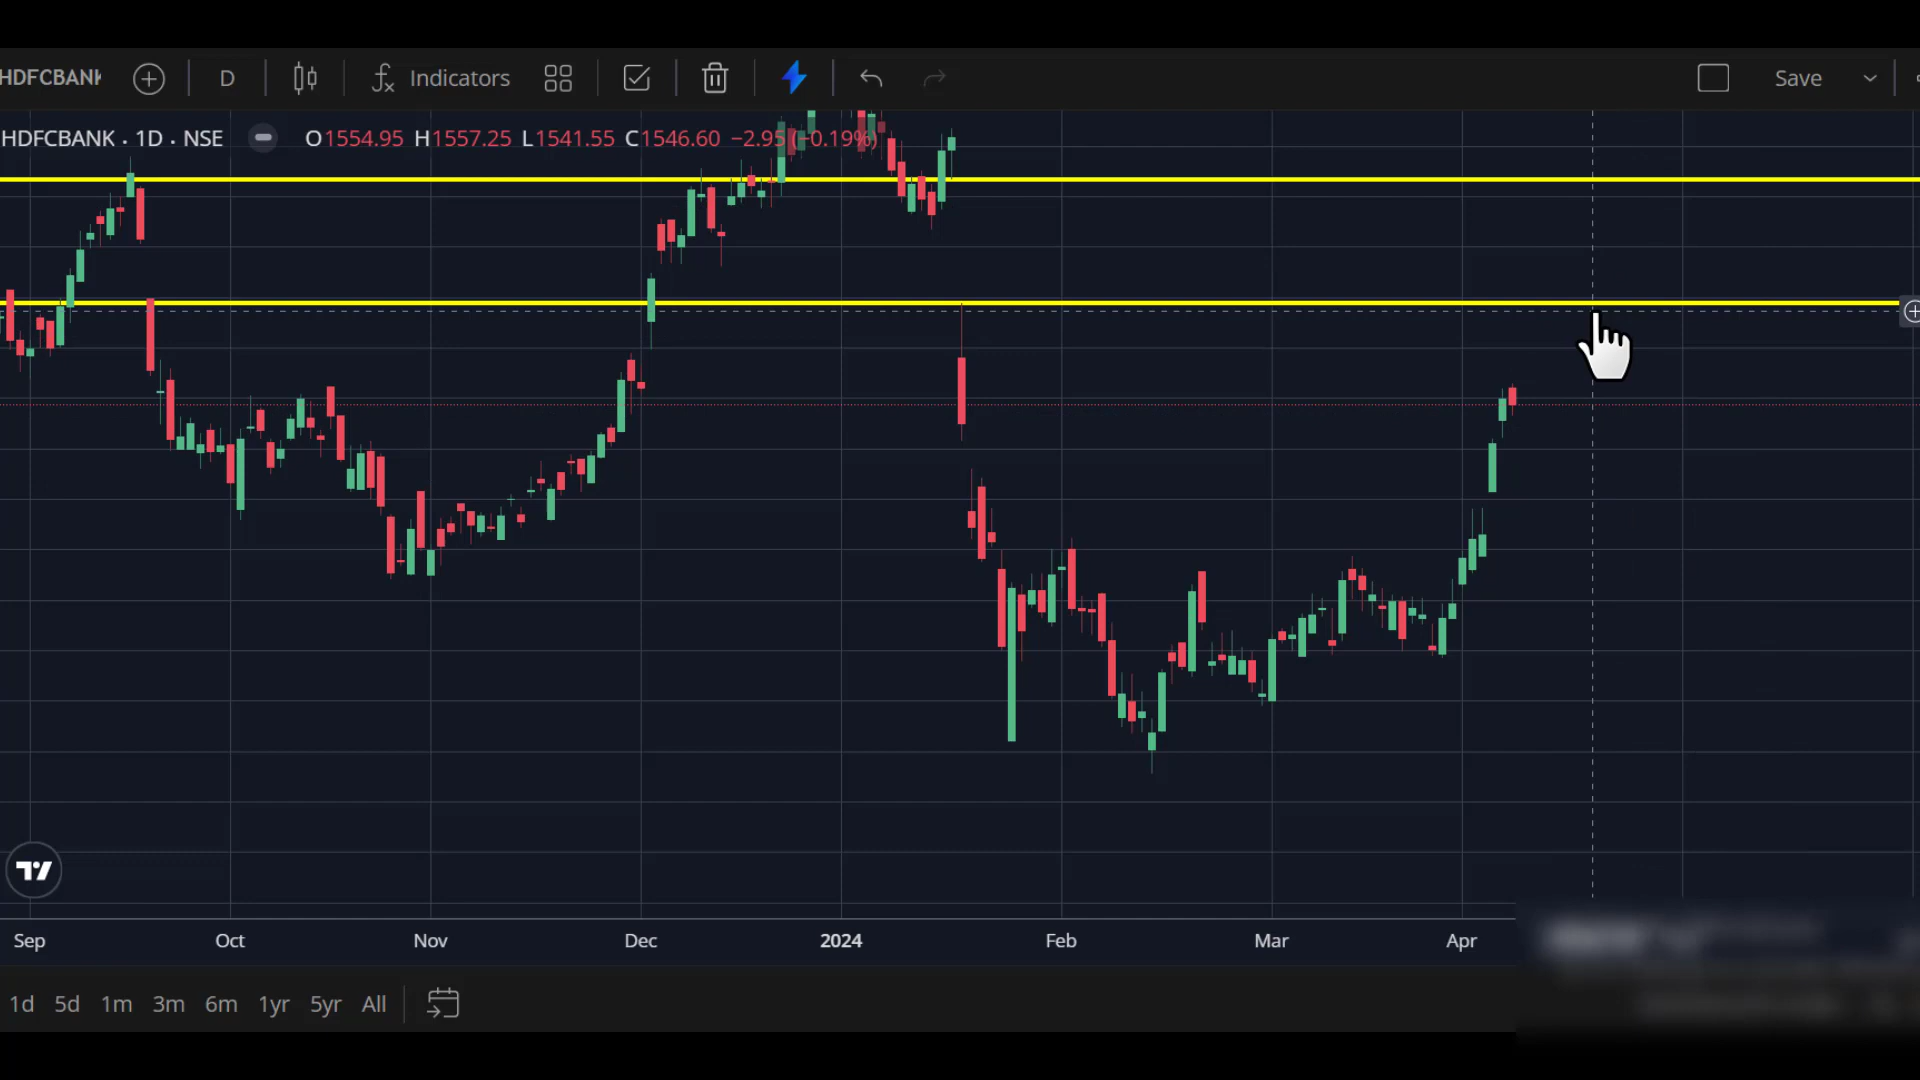 HDFCBANK D Indicators Save
HDFCBANK · 1D · NSE O1554.95 H1557.25 L1541.55 C1546.60 −2.95 (−0.19%)
Sep Oct Nov Dec 2024 Feb Mar Apr
1d 5d 1m 3m 6m 1yr 5yr All